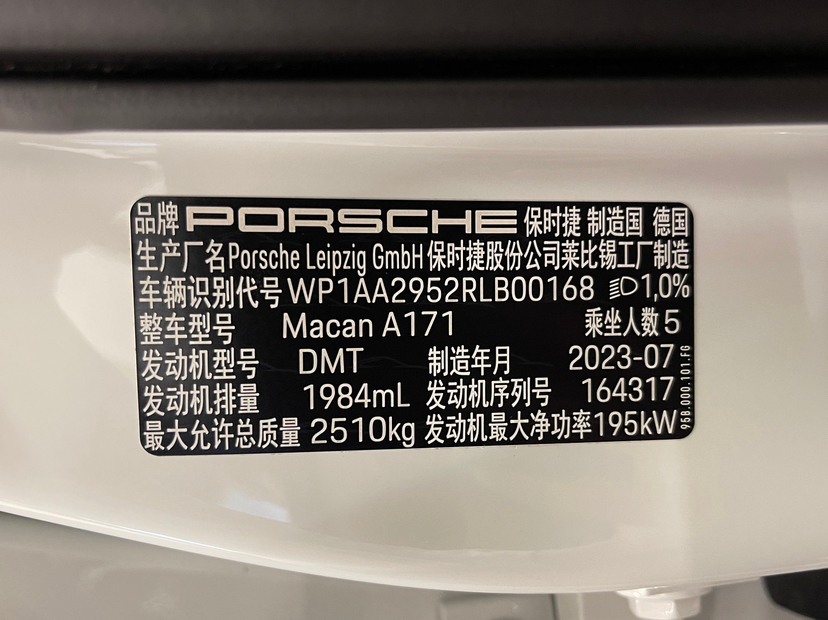 品牌 PORSCHE 保时捷 制造国 德国
生产厂名Porsche Leipzig GmbH 保时捷股份公司莱比锡工厂制造
车辆识别代号 WP1AA2952RLB00168 1,0%
整车型号 Macan A171 乘坐人数 5
发动机型号 DMT 制造年月 2023-07
发动机排量 1984mL 发动机序列号 164317
最大允许总质量 2510kg 发动机最大净功率195kW
95B.000.101.FG